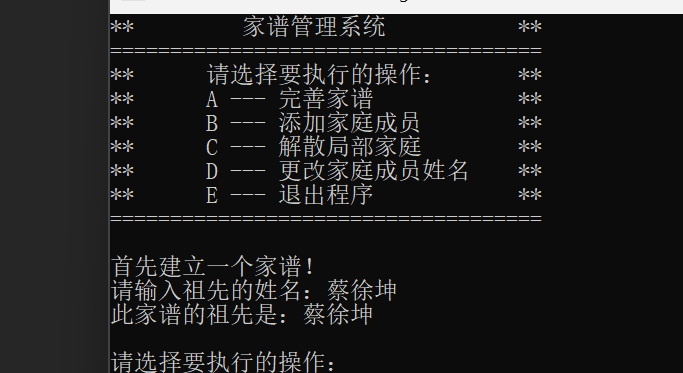 ** 家谱管理系统 **
====================================
** 请选择要执行的操作: **
** A --- 完善家谱 **
** B --- 添加家庭成员 **
** C --- 解散局部家庭 **
** D --- 更改家庭成员姓名 **
** E --- 退出程序 **
====================================
首先建立一个家谱!
请输入祖先的姓名: 蔡徐坤
此家谱的祖先是: 蔡徐坤
请选择要执行的操作: